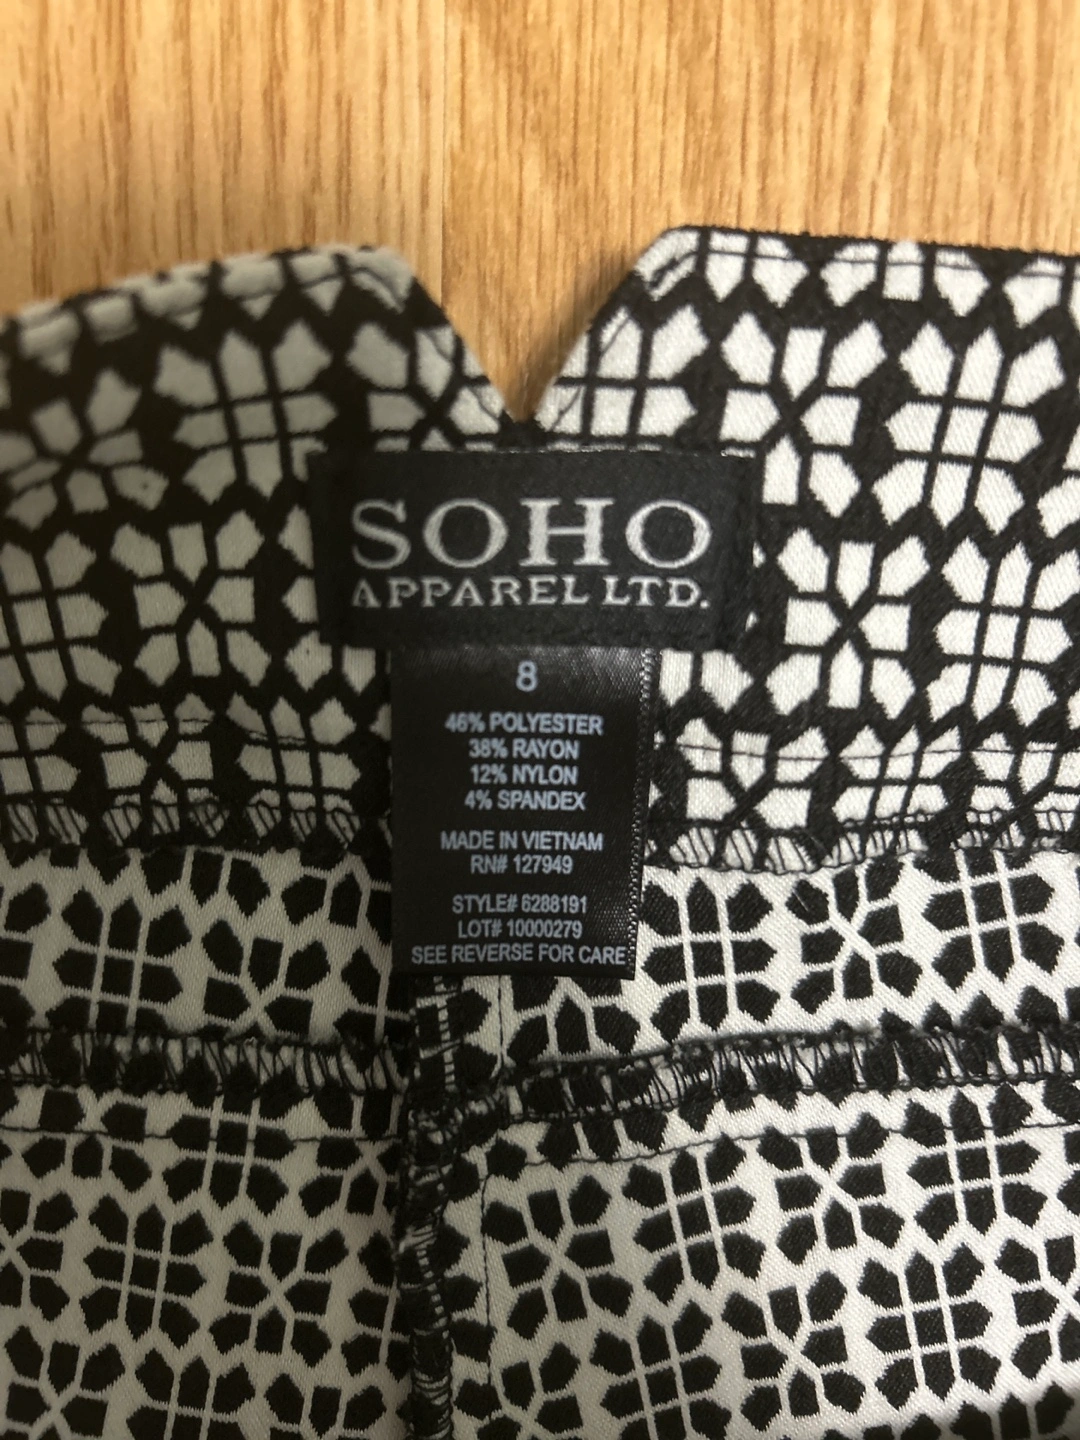 SOHO
APPAREL LTD.
8
46% POLYESTER
38% RAYON
12% NYLON
4% SPANDEX
MADE IN VIETNAM
RN# 127949
STYLE# 6288191
LOT# 10000279
SEE REVERSE FOR CARE